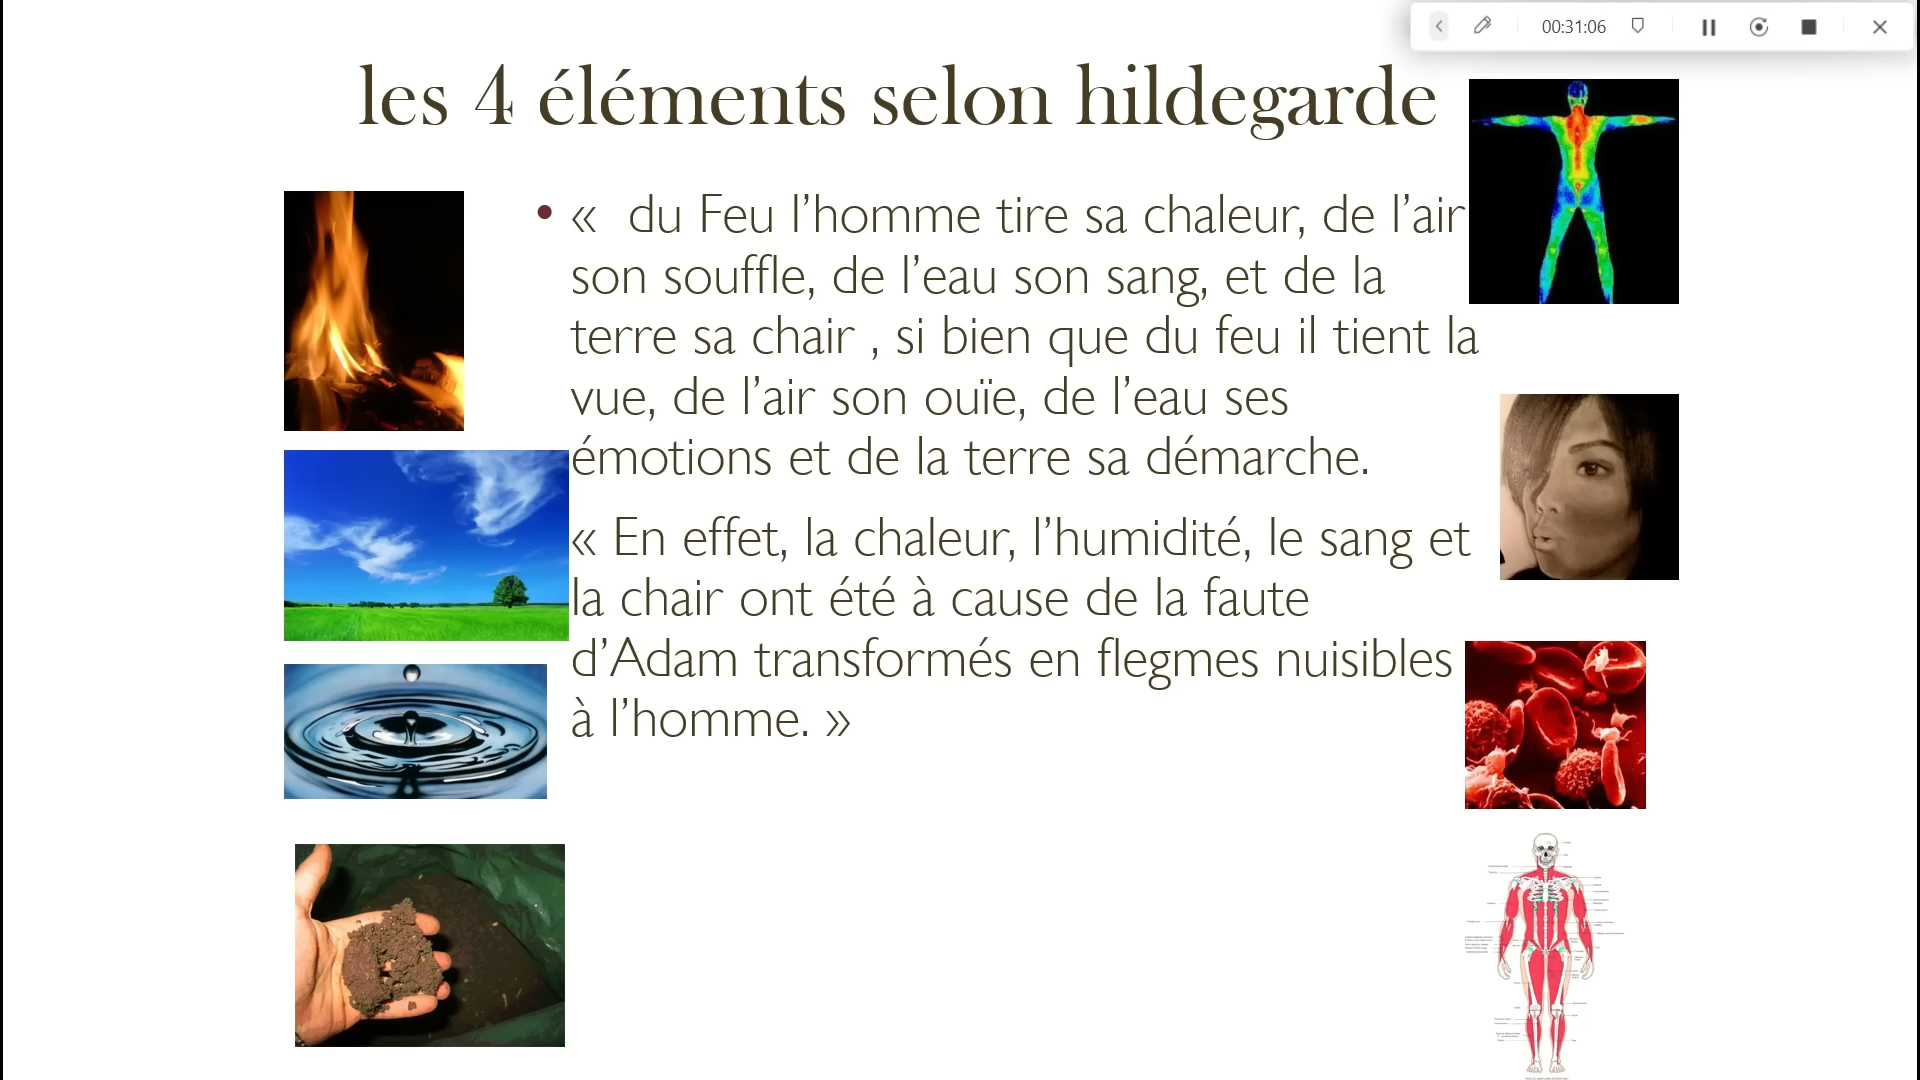 00:31:06
les 4 éléments selon hildegarde
• «  du Feu l’homme tire sa chaleur, de l’air
son souffle, de l’eau son sang, et de la
terre sa chair , si bien que du feu il tient la
vue, de l’air son ouïe, de l’eau ses
émotions et de la terre sa démarche.
« En effet, la chaleur, l’humidité, le sang et
la chair ont été à cause de la faute
d’Adam transformés en flegmes nuisibles
à l’homme. »